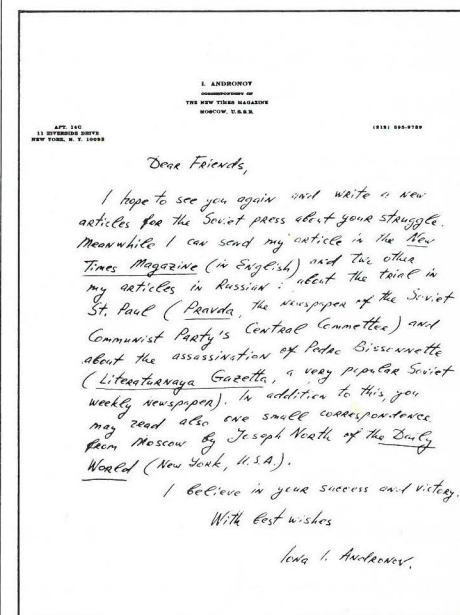 I. ANDRONOV
CORRESPONDENT OF
THE NEW TIMES MAGAZINE
MOSCOW, U.S.S.R.
APT. 14C
11 RIVERSIDE DRIVE
NEW YORK, N. Y. 10023
(212) 595-9789
Dear Friends,
I hope to see you again and write a new
articles for the Soviet press about your struggle.
Meanwhile I can send my article in the New
Times Magazine (in English) and two other
my articles in Russian: about the trial in
St. Paul (Pravda, the newspaper of the Soviet
Communist Party's Central Committee) and
about the assassination of Pedro Bissonnette
(Literaturnaya Gazetta, a very popular Soviet
weekly newspaper). In addition to this, you
may read also one small correspondence
from Moscow by Joseph North of the Daily
World (New York, U.S.A.).
I believe in your success and victory.
With best wishes
Iona I. Andronov.